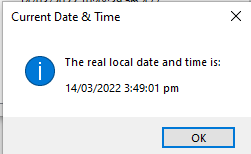 Current Date & Time
The real local date and time is:
14/03/2022 3:49:01 pm
OK